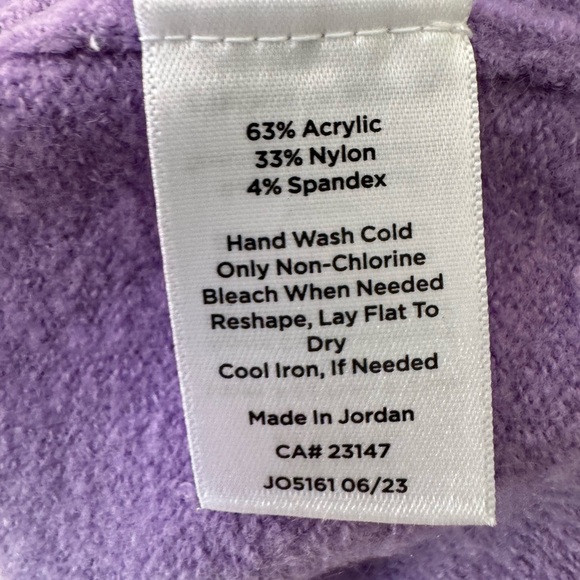 63% Acrylic
33% Nylon
4% Spandex
Hand Wash Cold
Only Non-Chlorine
Bleach When Needed
Reshape, Lay Flat To
Dry
Cool Iron, If Needed
Made In Jordan
CA# 23147
JO5161 06/23